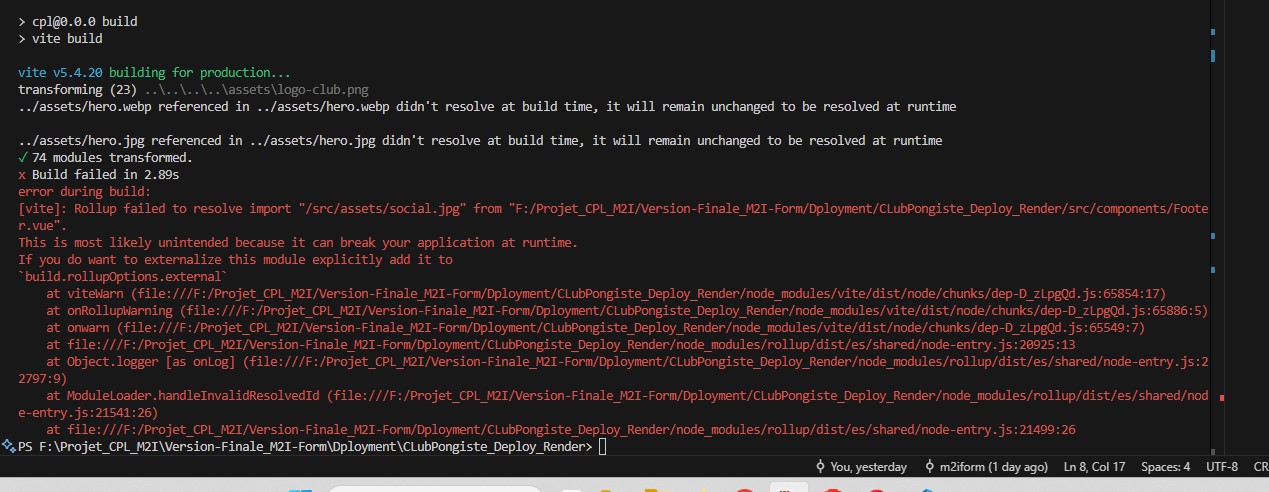 > cpl@0.0.0 build
> vite build
vite v5.4.20 building for production...
transforming (23) ..\..\..\..\assets\logo-club.png
../assets/hero.webp referenced in ../assets/hero.webp didn't resolve at build time, it will remain unchanged to be resolved at runtime
../assets/hero.jpg referenced in ../assets/hero.jpg didn't resolve at build time, it will remain unchanged to be resolved at runtime
✓ 74 modules transformed.
x Build failed in 2.89s
error during build:
[vite]: Rollup failed to resolve import "/src/assets/social.jpg" from "F:/Projet_CPL_M2I/Version-Finale_M2I-Form/Dployment/CLubPongiste_Deploy_Render/src/components/Foote
r.vue".
This is most likely unintended because it can break your application at runtime.
If you do want to externalize this module explicitly add it to
`build.rollupOptions.external`
at viteWarn (file:///F:/Projet_CPL_M2I/Version-Finale_M2I-Form/Dployment/CLubPongiste_Deploy_Render/node_modules/vite/dist/node/chunks/dep-D_zLpgQd.js:65854:17)
at onRollupWarning (file:///F:/Projet_CPL_M2I/Version-Finale_M2I-Form/Dployment/CLubPongiste_Deploy_Render/node_modules/vite/dist/node/chunks/dep-D_zLpgQd.js:65886:5)
at onwarn (file:///F:/Projet_CPL_M2I/Version-Finale_M2I-Form/Dployment/CLubPongiste_Deploy_Render/node_modules/vite/dist/node/chunks/dep-D_zLpgQd.js:65549:7)
at file:///F:/Projet_CPL_M2I/Version-Finale_M2I-Form/Dployment/CLubPongiste_Deploy_Render/node_modules/rollup/dist/es/shared/node-entry.js:20925:13
at Object.logger [as onLog] (file:///F:/Projet_CPL_M2I/Version-Finale_M2I-Form/Dployment/CLubPongiste_Deploy_Render/node_modules/rollup/dist/es/shared/node-entry.js:2
2797:9)
at ModuleLoader.handleInvalidResolvedId (file:///F:/Projet_CPL_M2I/Version-Finale_M2I-Form/Dployment/CLubPongiste_Deploy_Render/node_modules/rollup/dist/es/shared/nod
e-entry.js:21541:26)
at file:///F:/Projet_CPL_M2I/Version-Finale_M2I-Form/Dployment/CLubPongiste_Deploy_Render/node_modules/rollup/dist/es/shared/node-entry.js:21499:26
PS F:\Projet_CPL_M2I\Version-Finale_M2I-Form\Dployment\CLubPongiste_Deploy_Render>
You, yesterday m2iform (1 day ago) Ln 8, Col 17 Spaces: 4 UTF-8 CR